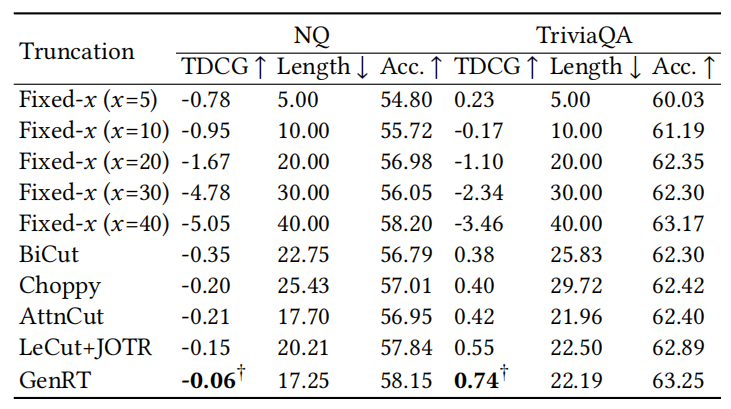 Truncation NQ TriviaQA
TDCG ↑ Length ↓ Acc. ↑ TDCG ↑ Length ↓ Acc. ↑
Fixed-x (x=5) -0.78 5.00 54.80 0.23 5.00 60.03
Fixed-x (x=10) -0.95 10.00 55.72 -0.17 10.00 61.19
Fixed-x (x=20) -1.67 20.00 56.98 -1.10 20.00 62.35
Fixed-x (x=30) -4.78 30.00 56.05 -2.34 30.00 62.30
Fixed-x (x=40) -5.05 40.00 58.20 -3.46 40.00 63.17
BiCut -0.35 22.75 56.79 0.38 25.83 62.30
Choppy -0.20 25.43 57.01 0.40 29.72 62.42
AttnCut -0.21 17.70 56.95 0.42 21.96 62.40
LeCut+JOTR -0.15 20.21 57.84 0.55 22.50 62.89
GenRT -0.06† 17.25 58.15 0.74† 22.19 63.25